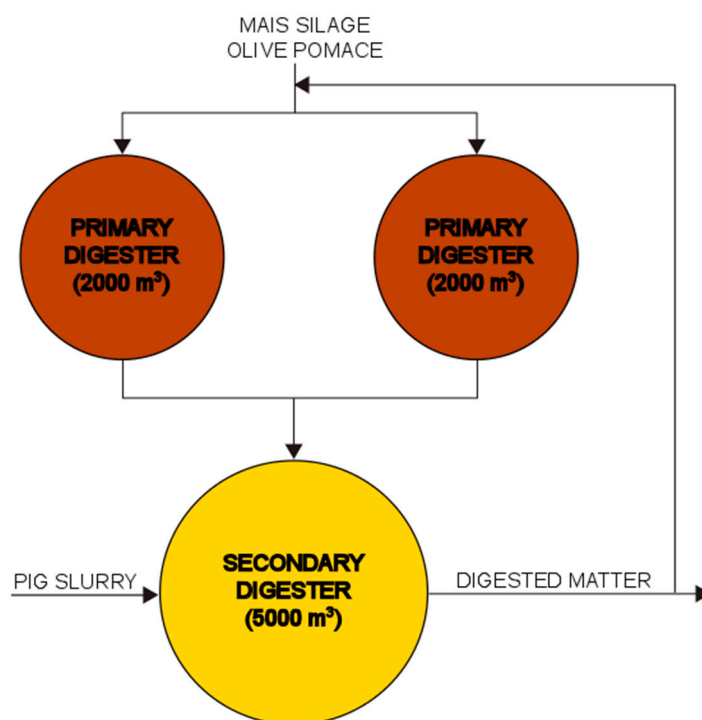 MAIS SILAGE
OLIVE POMACE
PRIMARY
DIGESTER
(2000 m³)
PRIMARY
DIGESTER
(2000 m³)
PIG SLURRY
SECONDARY
DIGESTER
(5000 m³)
DIGESTED MATTER